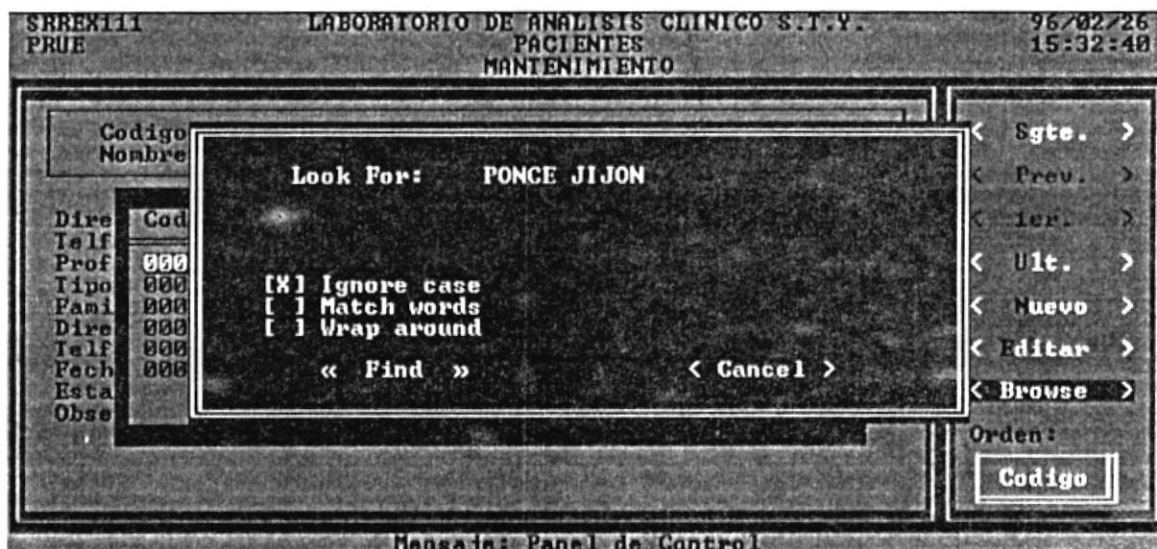 SRREX111 LABORATORIO DE ANALISIS CLINICO S.T.Y. 96/02/26
PRUE PACIENTES 15:32:40
MANTENIMIENTO
Codigo
Nombre
Look For: PONCE JIJON
Dire Cod
Telf
Prof 000
Tipo 000
Fami 000
Dire 000
Telf 000
Fech 000
Esta
Obse
[X] Ignore case
[ ] Match words
[ ] Wrap around
« Find » < Cancel >
< Sgte. >
< Prev. >
< 1er. >
< Ult. >
< Nuevo >
< Editar >
< Browse >
Orden:
Codigo
Mensaje: Panel de Control